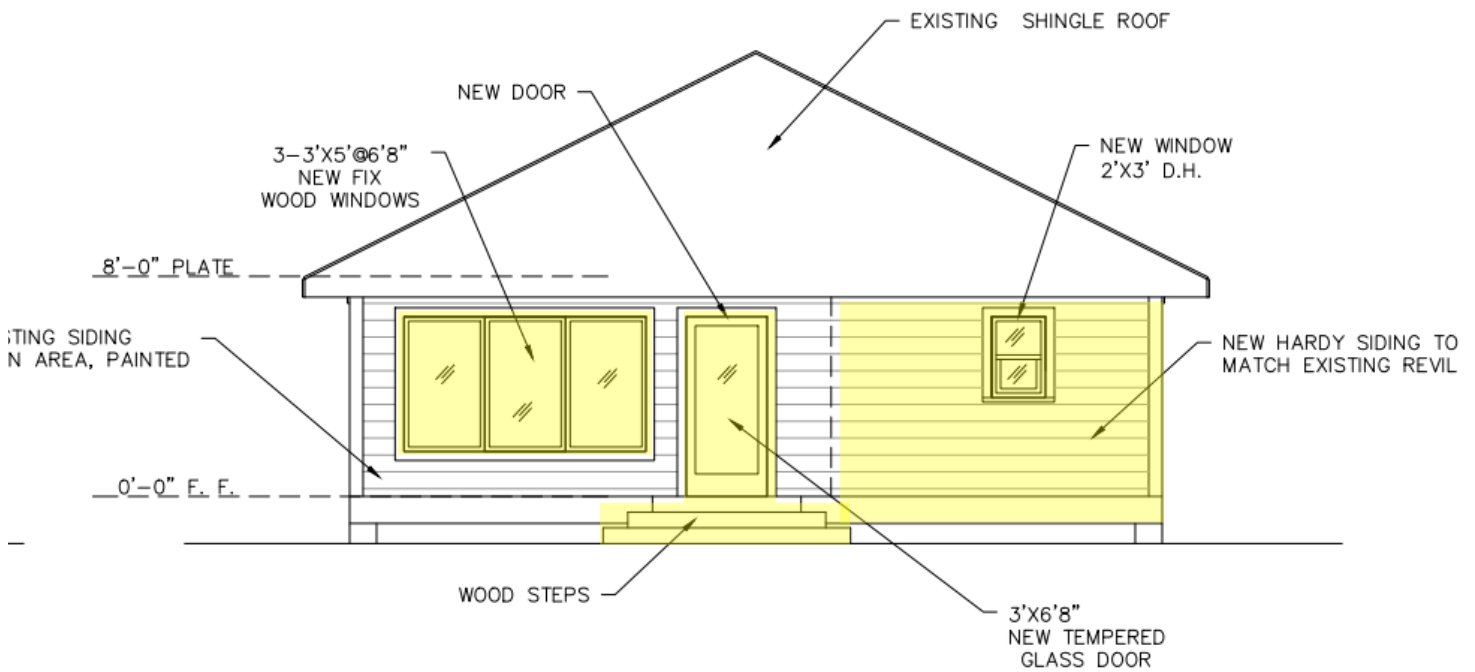 EXISTING SHINGLE ROOF
NEW DOOR
3-3'X5'@6'8"
NEW FIX
WOOD WINDOWS
NEW WINDOW
2'X3' D.H.
8'-0" PLATE
STING SIDING
N AREA, PAINTED
NEW HARDY SIDING TO
MATCH EXISTING REVIL
0'-0" F. F.
WOOD STEPS
3'X6'8"
NEW TEMPERED
GLASS DOOR